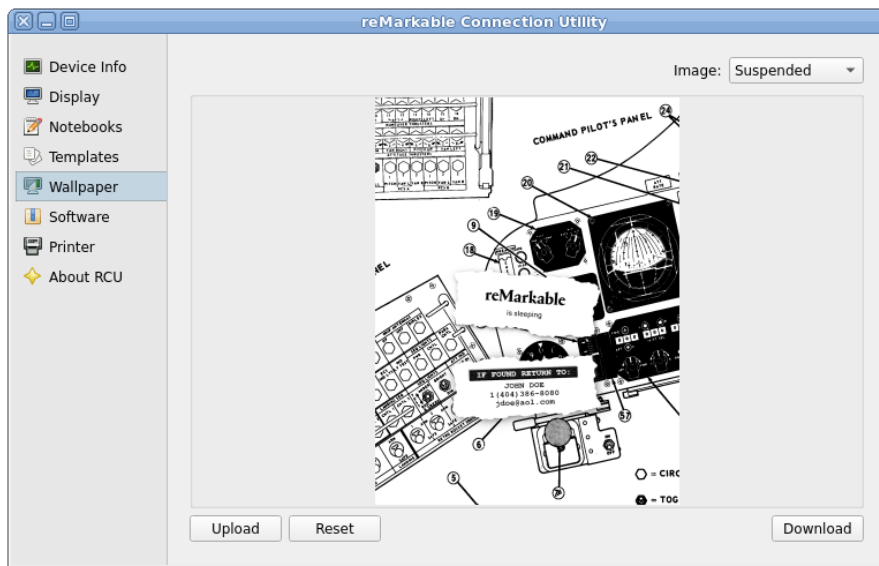 reMarkable Connection Utility
Device Info
Display
Notebooks
Templates
Wallpaper
Software
Printer
About RCU
Image: Suspended
COMMAND PILOT'S PANEL
24
22
21
20
19
9
18
NEL
reMarkable
is sleeping
IF FOUND RETURN TO:
JOHN DOE
1(404)386-8080
jdoe@aol.com
57
6
5
= CIRC
= TOG
Upload Reset Download